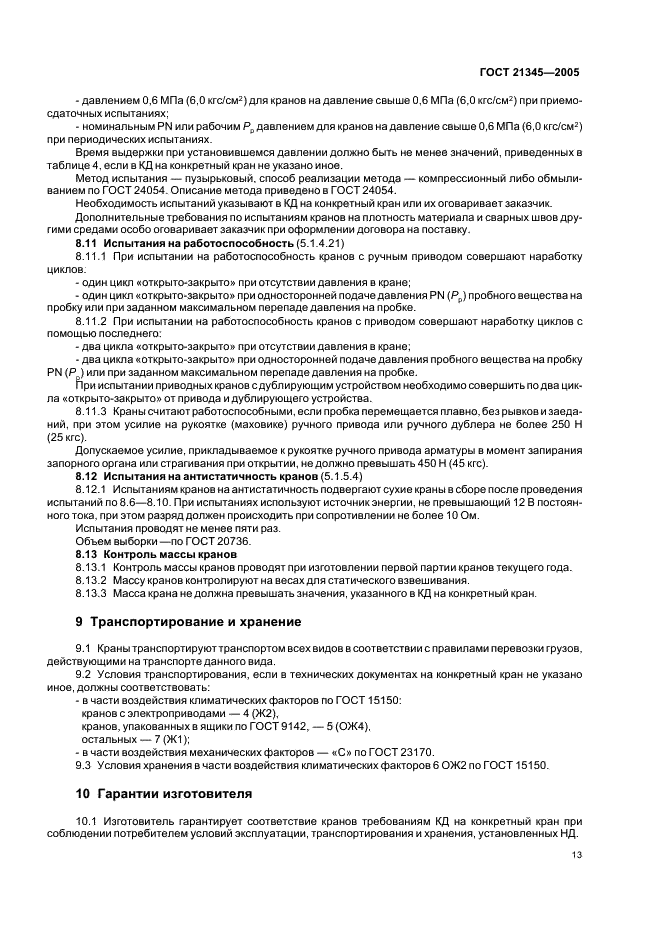 ГОСТ 21345—2005
- давлением 0,6 МПа (6,0 кгс/см²) для кранов на давление свыше 0,6 МПа (6,0 кгс/см²) при приемо-
сдаточных испытаниях;
- номинальным PN или рабочим Pр давлением для кранов на давление свыше 0,6 МПа (6,0 кгс/см²)
при периодических испытаниях.
Время выдержки при установившемся давлении должно быть не менее значений, приведенных в
таблице 4, если в КД на конкретный кран не указано иное.
Метод испытания — пузырьковый, способ реализации метода — компрессионный либо обмыли-
ванием по ГОСТ 24054. Описание метода приведено в ГОСТ 24054.
Необходимость испытаний указывают в КД на конкретный кран или их оговаривает заказчик.
Дополнительные требования по испытаниям кранов на плотность материала и сварных швов дру-
гими средами особо оговаривает заказчик при оформлении договора на поставку.
8.11 Испытания на работоспособность (5.1.4.21)
8.11.1 При испытании на работоспособность кранов с ручным приводом совершают наработку
циклов.
- один цикл «открыто-закрыто» при отсутствии давления в кране;
- один цикл «открыто-закрыто» при односторонней подаче давления PN (Pр) пробного вещества на
пробку или при заданном максимальном перепаде давления на пробке.
8.11.2 При испытании на работоспособность кранов с приводом совершают наработку циклов с
помощью последнего:
- два цикла «открыто-закрыто» при отсутствии давления в кране;
- два цикла «открыто-закрыто» при односторонней подаче давления пробного вещества на пробку
PN (Pр) или при заданном максимальном перепаде давления на пробке.
При испытании приводных кранов с дублирующим устройством необходимо совершить по два цик-
ла «открыто-закрыто» от привода и дублирующего устройства.
8.11.3 Краны считают работоспособными, если пробка перемещается плавно, без рывков и заеда-
ний, при этом усилие на рукоятке (маховике) ручного привода или ручного дублера не более 250 Н
(25 кгс).
Допускаемое усилие, прикладываемое к рукоятке ручного привода арматуры в момент запирания
запорного органа или страгивания при открытии, не должно превышать 450 Н (45 кгс).
8.12 Испытания на антистатичность кранов (5.1.5.4)
8.12.1 Испытаниям кранов на антистатичность подвергают сухие краны в сборе после проведения
испытаний по 8.6—8.10. При испытаниях используют источник энергии, не превышающий 12 В постоян-
ного тока, при этом разряд должен происходить при сопротивлении не более 10 Ом.
Испытания проводят не менее пяти раз.
Объем выборки —по ГОСТ 20736.
8.13 Контроль массы кранов
8.13.1 Контроль массы кранов проводят при изготовлении первой партии кранов текущего года.
8.13.2 Массу кранов контролируют на весах для статического взвешивания.
8.13.3 Масса крана не должна превышать значения, указанного в КД на конкретный кран.
9 Транспортирование и хранение
9.1 Краны транспортируют транспортом всех видов в соответствии с правилами перевозки грузов,
действующими на транспорте данного вида.
9.2 Условия транспортирования, если в технических документах на конкретный кран не указано
иное, должны соответствовать:
- в части воздействия климатических факторов по ГОСТ 15150:
кранов с электроприводами — 4 (Ж2),
кранов, упакованных в ящики по ГОСТ 9142, — 5 (ОЖ4),
остальных — 7 (Ж1);
- в части воздействия механических факторов — «С» по ГОСТ 23170.
9.3 Условия хранения в части воздействия климатических факторов 6 ОЖ2 по ГОСТ 15150.
10 Гарантии изготовителя
10.1 Изготовитель гарантирует соответствие кранов требованиям КД на конкретный кран при
соблюдении потребителем условий эксплуатации, транспортирования и хранения, установленных НД.
13